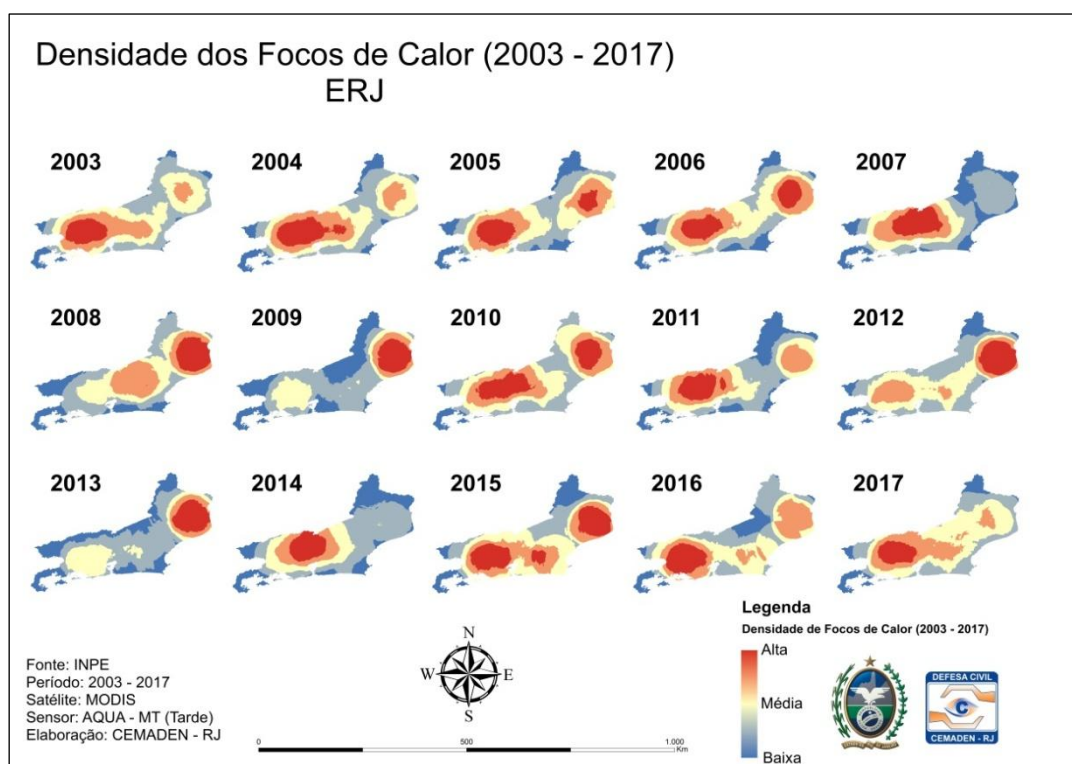 Densidade dos Focos de Calor (2003 - 2017)
ERJ
2003
2004
2005
2006
2007
2008
2009
2010
2011
2012
2013
2014
2015
2016
2017
Legenda
Densidade de Focos de Calor (2003 - 2017)
Alta
Média
Baixa
N
W
E
S
Fonte: INPE
Período: 2003 - 2017
Satélite: MODIS
Sensor: AQUA - MT (Tarde)
Elaboração: CEMADEN - RJ
0
500
1.000
Km
DEFESA CIVIL
C
CEMADEN - RJ